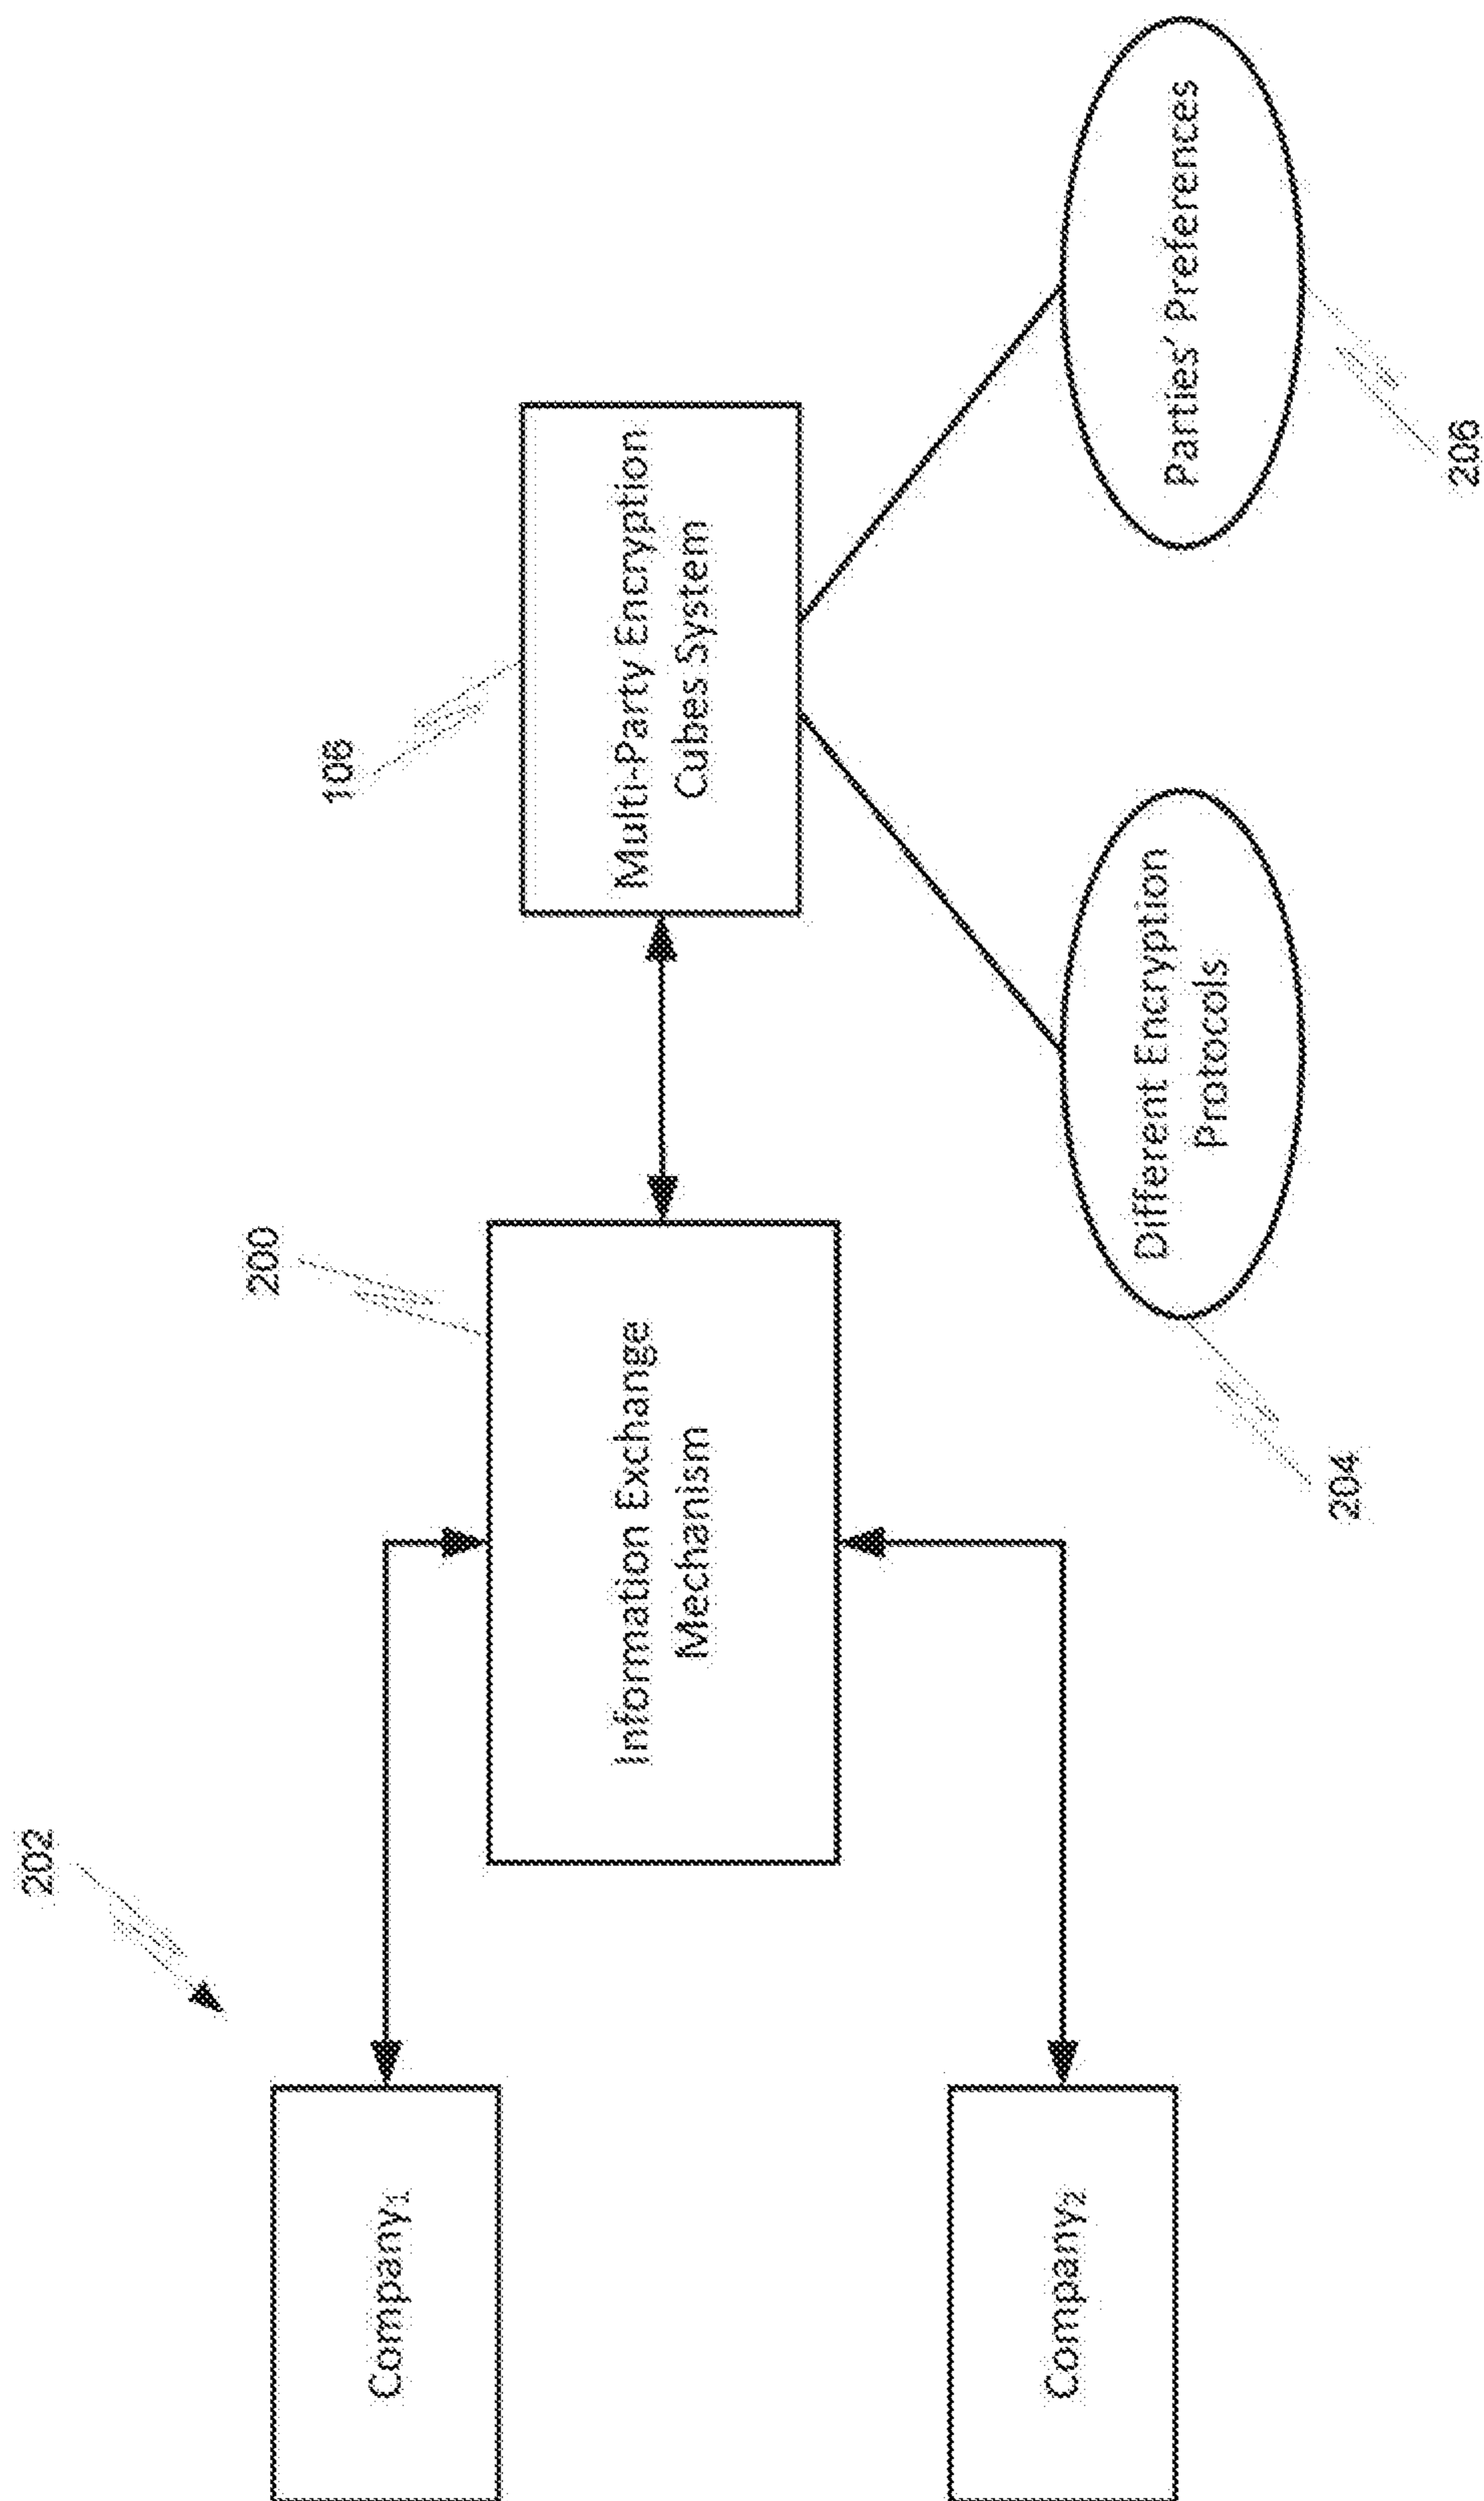 202
200
106
Company₁
Information Exchange
Mechanism
Multi-Party Encryption
Cubes System
Company₂
204
Different Encryption
Protocols
Parties' Preferences
206